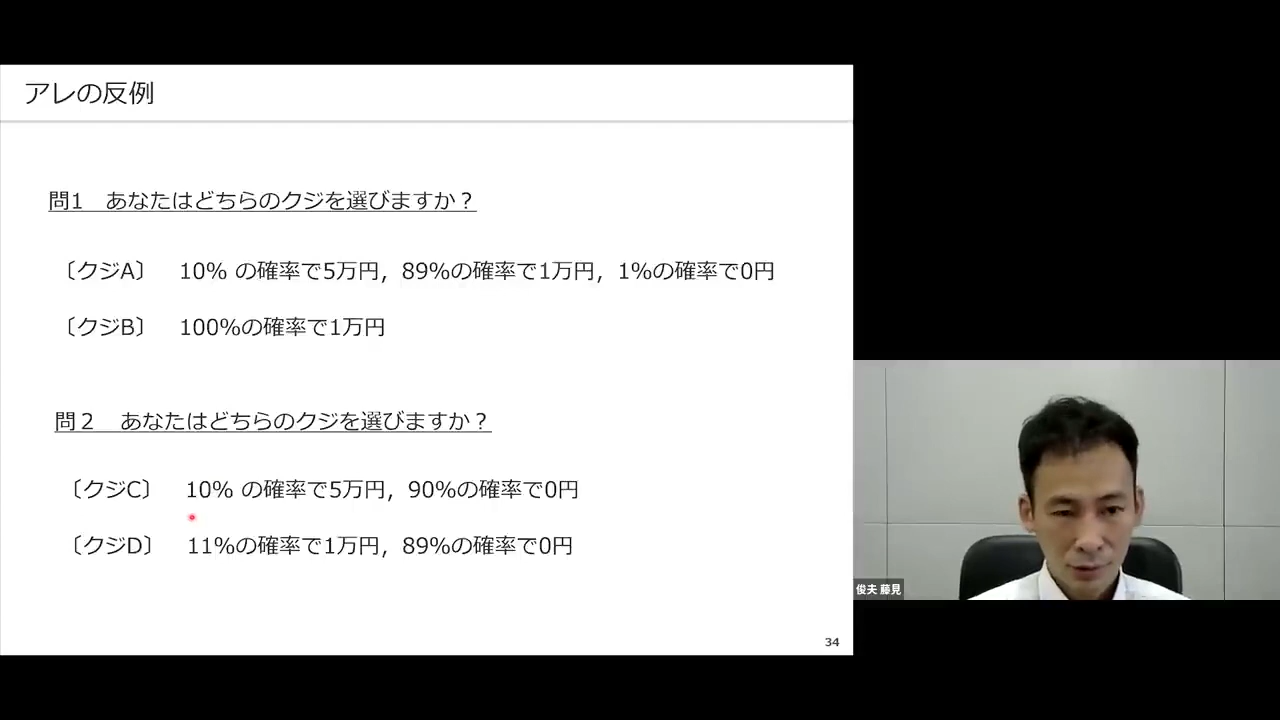 アレの反例
問1　あなたはどちらのクジを選びますか？
〔クジA〕　10% の確率で5万円，89%の確率で1万円，1%の確率で0円
〔クジB〕　100%の確率で1万円
問２　あなたはどちらのクジを選びますか？
〔クジC〕　10% の確率で5万円，90%の確率で0円
〔クジD〕　11%の確率で1万円，89%の確率で0円
俊夫 藤見
34